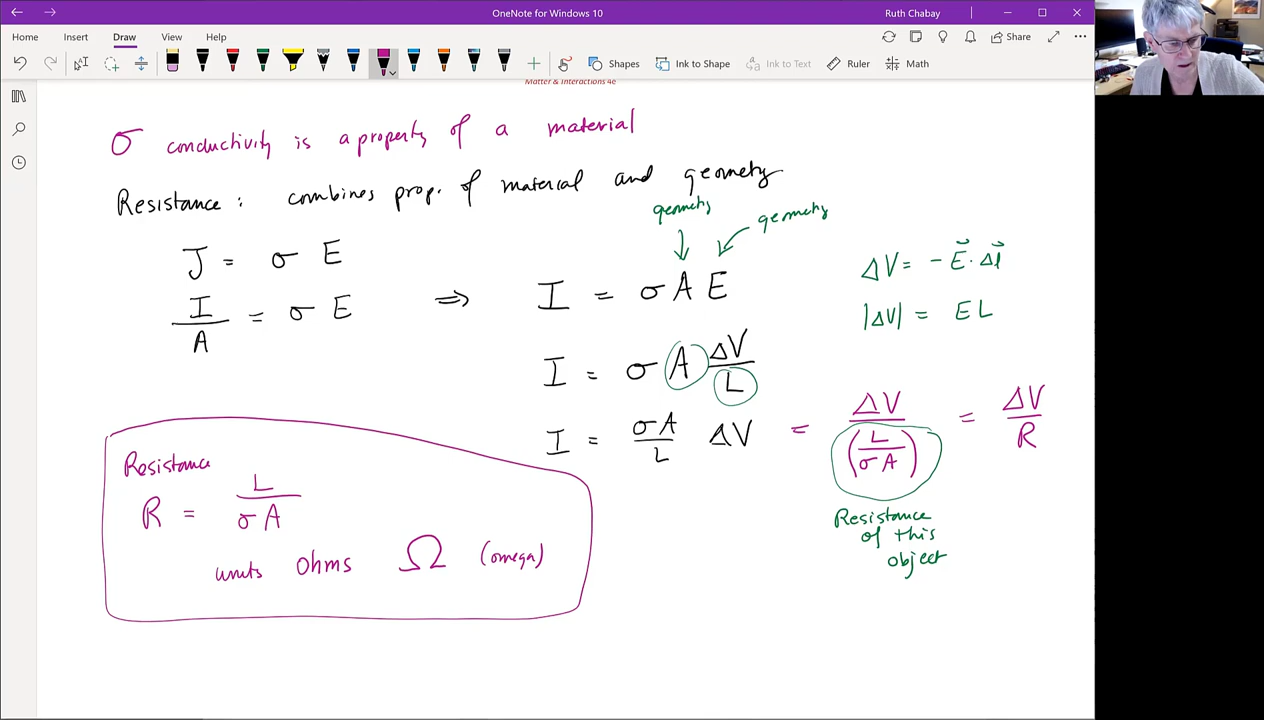 OneNote for Windows 10
Ruth Chabay
Home Insert Draw View Help
Share
Shapes Ink to Shape Ink to Text Ruler Math
Matter & Interactions 4e
σ conductivity is a property of a material
Resistance: combines prop. of material and geometry
geometry geometry
J = σ E
I/A = σ E ⇒ I = σ A E
ΔV = -E⃗ · Δl⃗
|ΔV| = E L
I = σ A ΔV/L
I = σA/L ΔV = ΔV/(L/σA) = ΔV/R
Resistance
of this
object
Resistance
R = L/σA
units Ohms Ω (omega)